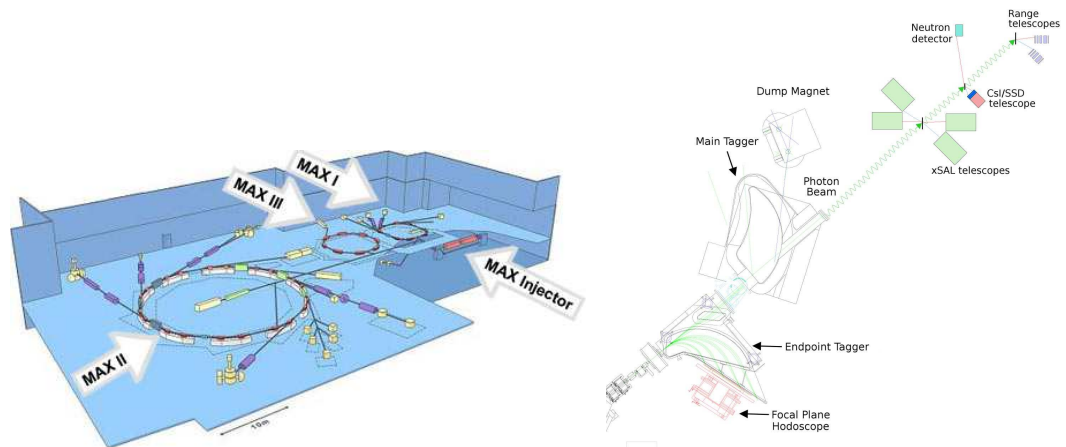 MAX I
MAX III
MAX Injector
MAX II
10m
Neutron
detector
Range
telescopes
CsI/SSD
telescope
Dump Magnet
Main Tagger
xSAL telescopes
Photon
Beam
Endpoint Tagger
Focal Plane
Hodoscope